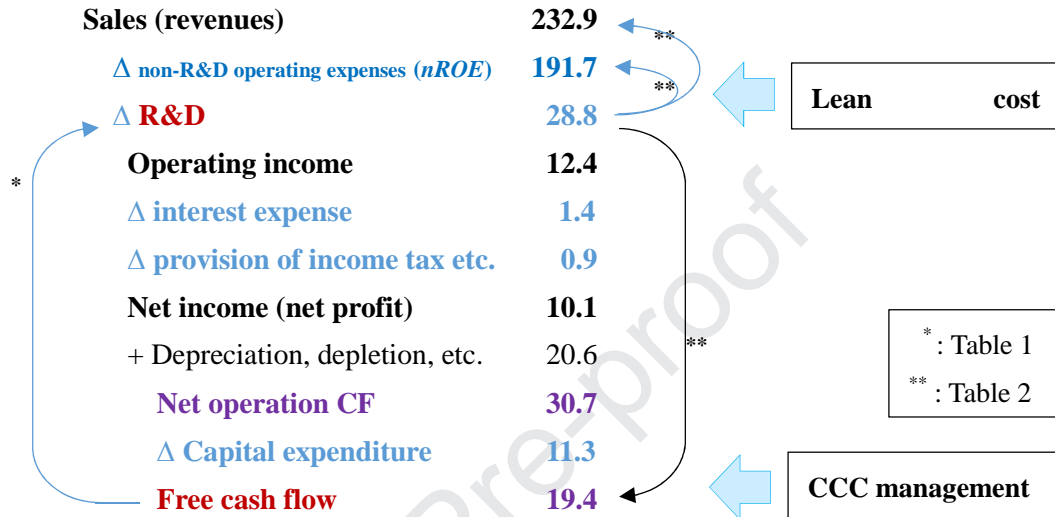 Sales (revenues) 232.9
**
Δ non-R&D operating expenses (nROE) 191.7
**
Lean cost
Δ R&D 28.8
Operating income 12.4
*
Δ interest expense 1.4
Δ provision of income tax etc. 0.9
Net income (net profit) 10.1
+ Depreciation, depletion, etc. 20.6
**
* : Table 1
** : Table 2
Net operation CF 30.7
Δ Capital expenditure 11.3
Free cash flow 19.4
CCC management
Pre-proof